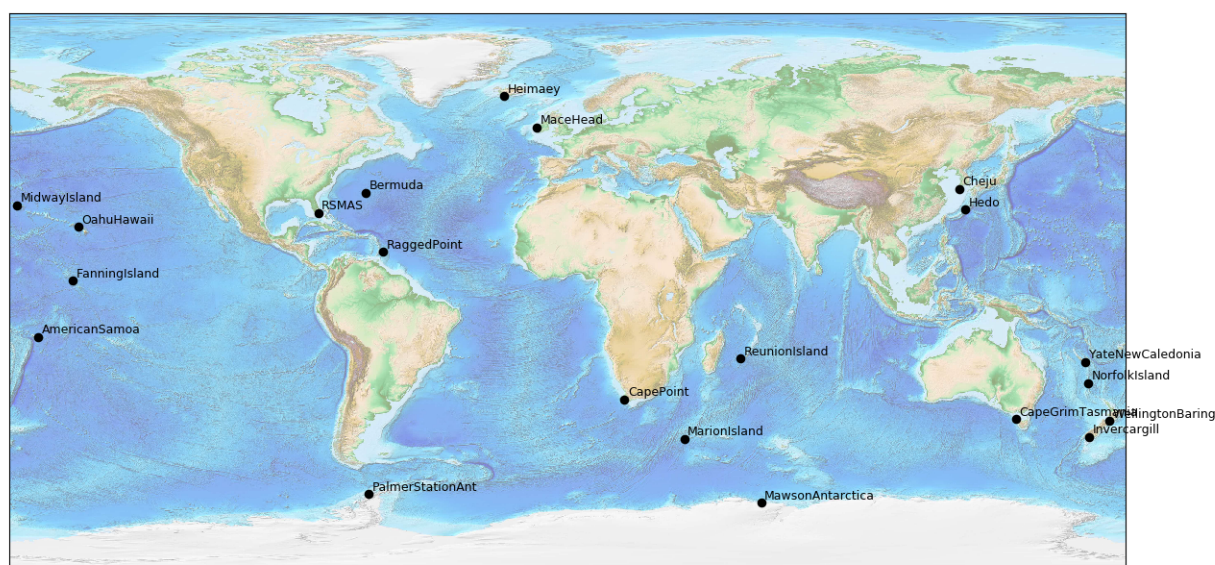 Heimaey
MaceHead
Cheju
Bermuda
MidwayIsland
Hedo
RSMAS
OahuHawaii
RaggedPoint
FanningIsland
AmericanSamoa
ReunionIsland
YateNewCaledonia
NorfolkIsland
CapePoint
CapeGrimTasmania
WellingtonBaring
MarionIsland
Invercargill
PalmerStationAnt
MawsonAntarctica